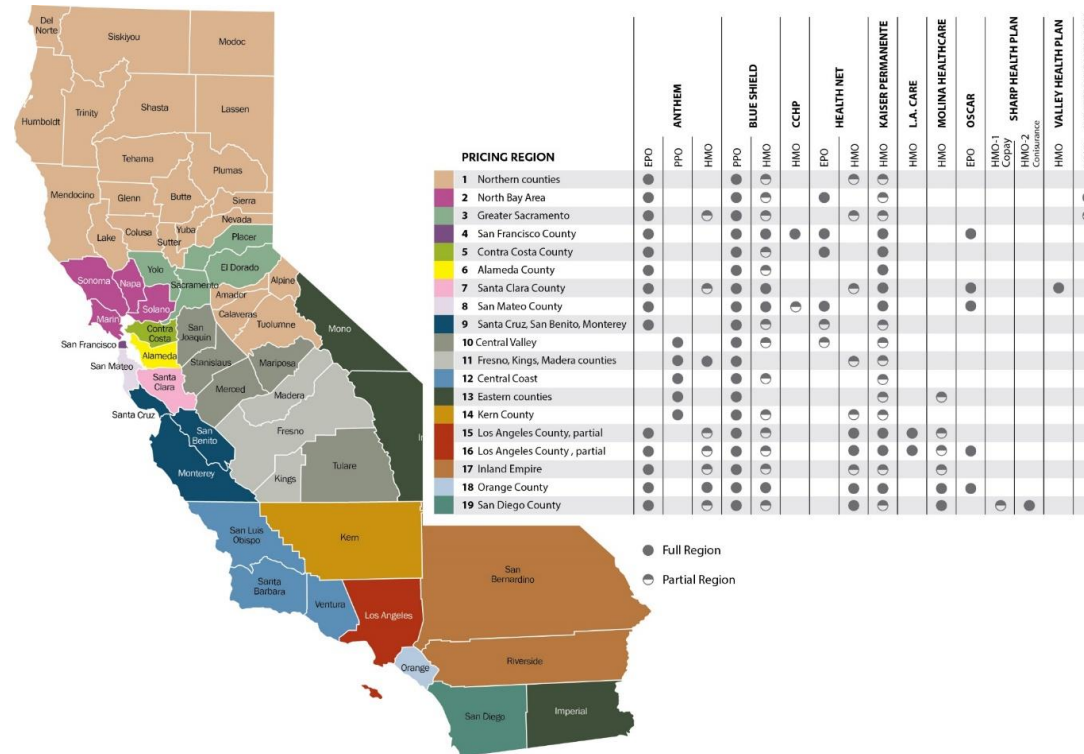 Del
Norte
Siskiyou
Modoc
Humboldt
Trinity
Shasta
Lassen
Tehama
Plumas
Mendocino
Glenn
Butte
Sierra
Nevada
Lake
Colusa
Yuba
Sutter
Placer
Yolo
El Dorado
Sonoma
Napa
Sacramento
Alpine
Solano
Amador
Marin
Calaveras
Tuolumne
Mono
Contra
Costa
San
Joaquin
San Francisco
Alameda
Stanislaus
Mariposa
San Mateo
Santa
Clara
Merced
Madera
Santa Cruz
San
Benito
Fresno
Monterey
Kings
Tulare
San Luis
Obispo
Kern
Santa
Barbara
Ventura
Los Angeles
San
Bernardino
Orange
Riverside
San Diego
Imperial
ANTHEM
BLUE SHIELD
CCHP
HEALTH NET
KAISER PERMANENTE
L.A. CARE
MOLINA HEALTHCARE
OSCAR
SHARP HEALTH PLAN
VALLEY HEALTH PLAN
PRICING REGION
EPO
PPO
HMO
PPO
HMO
HMO
EPO
HMO
HMO
HMO
HMO
EPO
HMO-1
Copay
HMO-2
Coinsurance
HMO
1 Northern counties
2 North Bay Area
3 Greater Sacramento
4 San Francisco County
5 Contra Costa County
6 Alameda County
7 Santa Clara County
8 San Mateo County
9 Santa Cruz, San Benito, Monterey
10 Central Valley
11 Fresno, Kings, Madera counties
12 Central Coast
13 Eastern counties
14 Kern County
15 Los Angeles County, partial
16 Los Angeles County , partial
17 Inland Empire
18 Orange County
19 San Diego County
Full Region
Partial Region